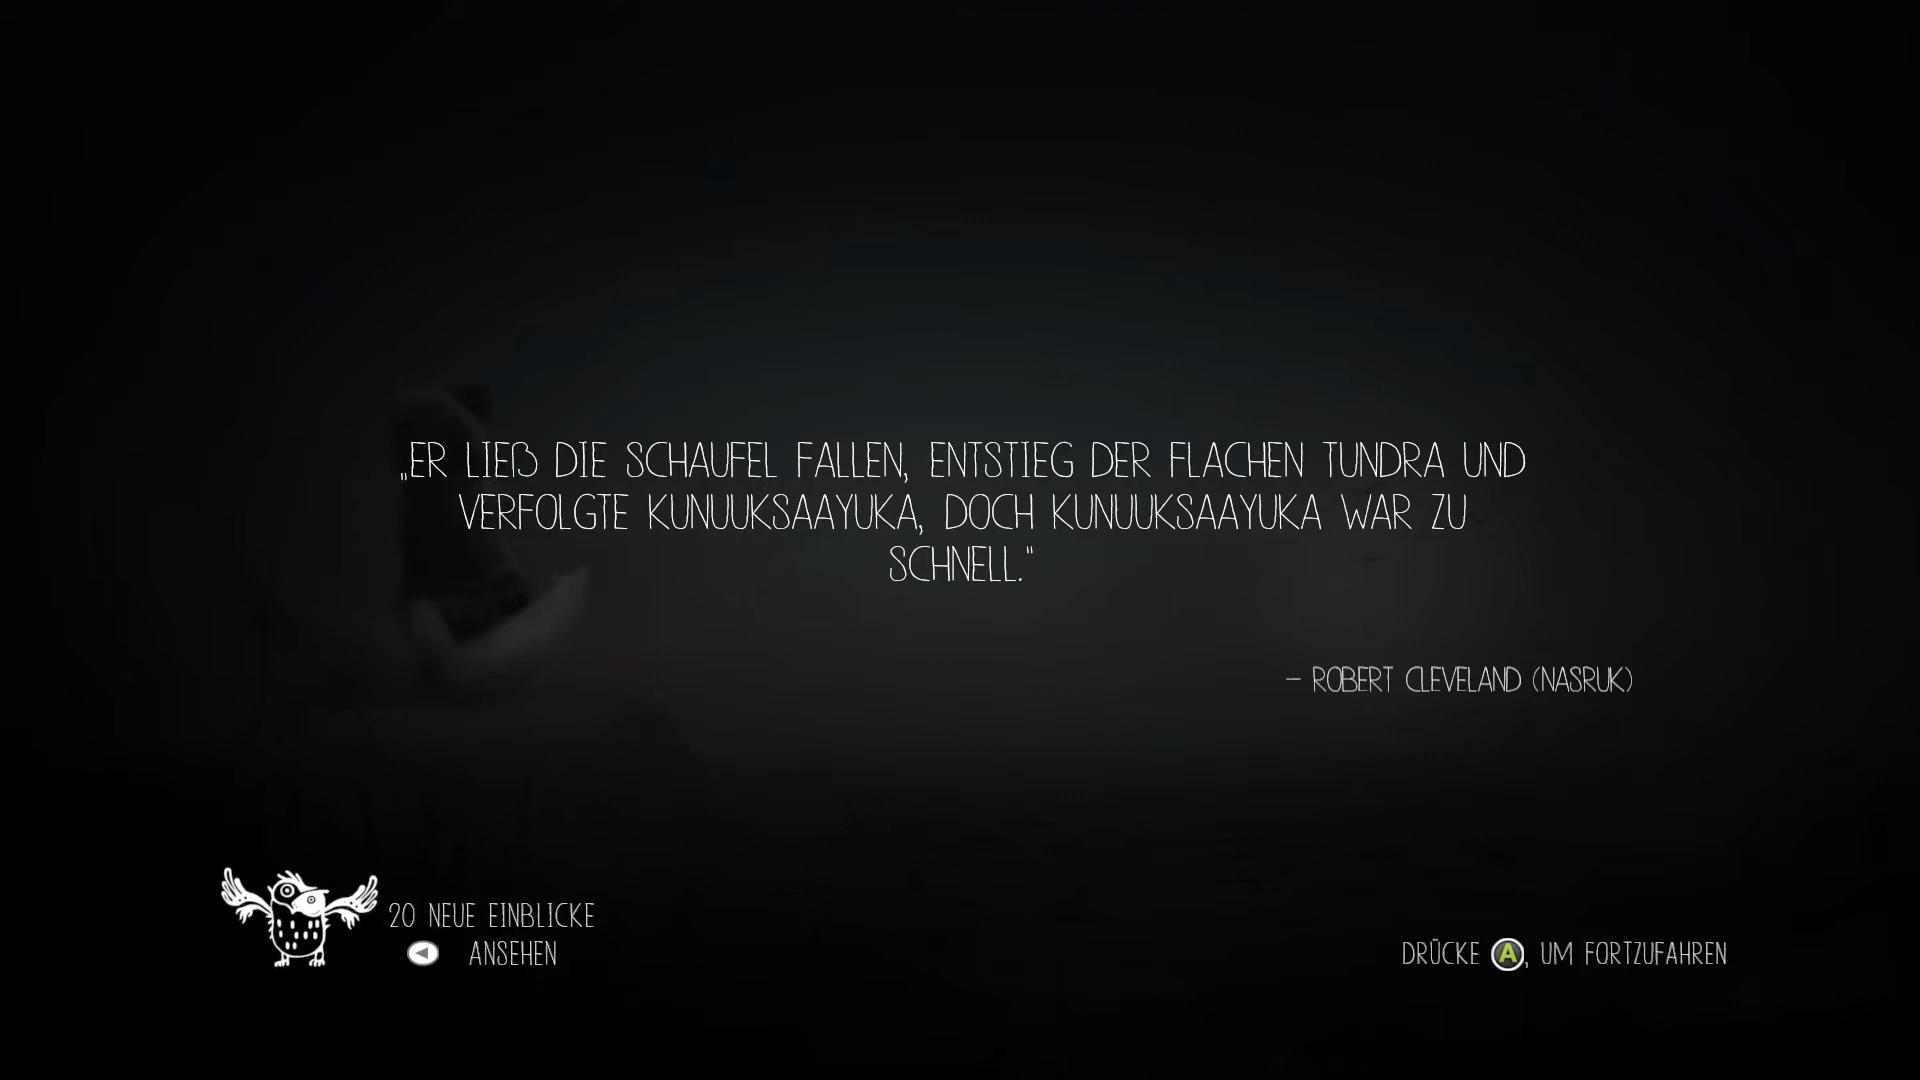 „ER LIEß DIE SCHAUFEL FALLEN, ENTSTIEG DER FLACHEN TUNDRA UND
VERFOLGTE KUNUUKSAAYUKA, DOCH KUNUUKSAAYUKA WAR ZU
SCHNELL."
– ROBERT CLEVELAND (NASRUK)
20 NEUE EINBLICKE
ANSEHEN
DRÜCKE A, UM FORTZUFAHREN